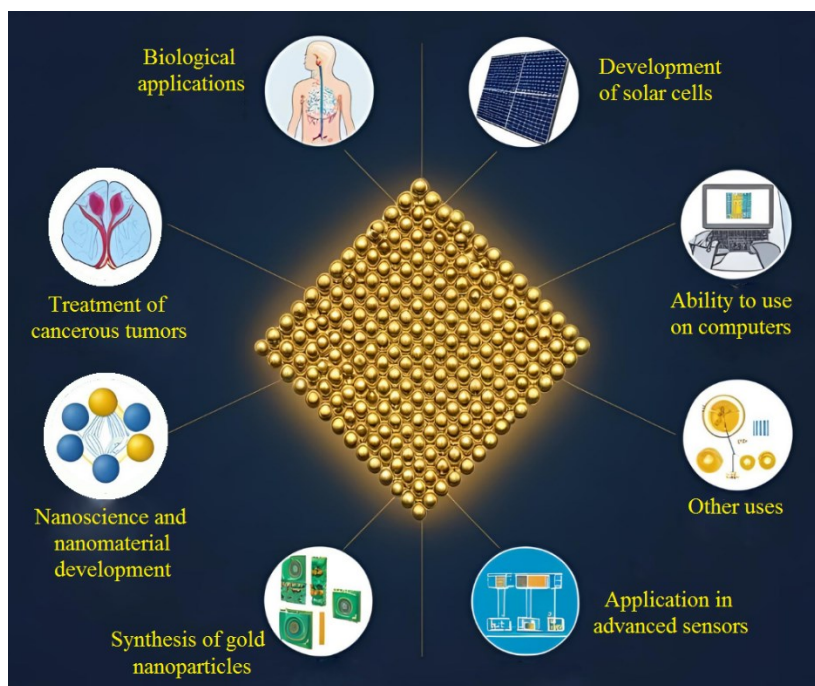 Biological
applications
Development
of solar cells
Treatment of
cancerous tumors
Ability to use
on computers
Nanoscience and
nanomaterial
development
Other uses
Synthesis of gold
nanoparticles
Application in
advanced sensors